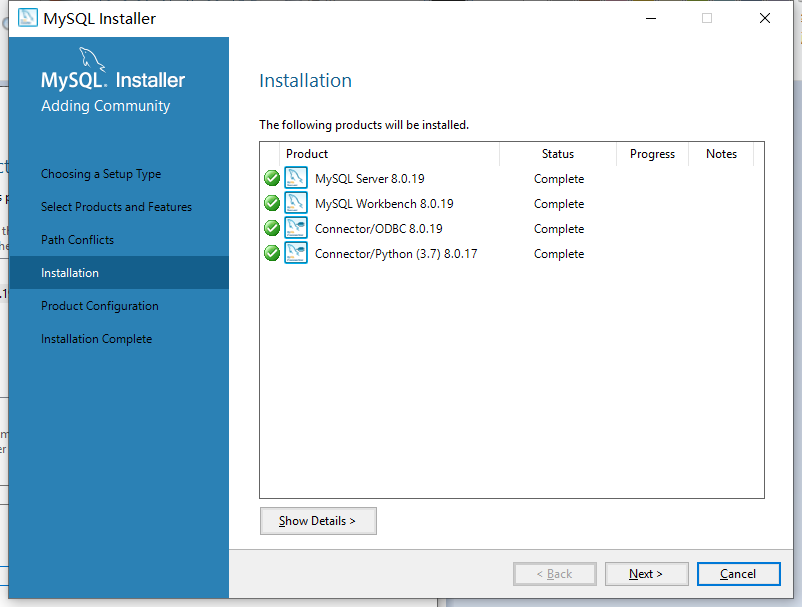 MySQL Installer
MySQL. Installer
Adding Community
Choosing a Setup Type
Select Products and Features
Path Conflicts
Installation
Product Configuration
Installation Complete
Installation
The following products will be installed.
Product Status Progress Notes
MySQL Server 8.0.19 Complete
MySQL Workbench 8.0.19 Complete
Connector/ODBC 8.0.19 Complete
Connector/Python (3.7) 8.0.17 Complete
Show Details >
< Back Next > Cancel